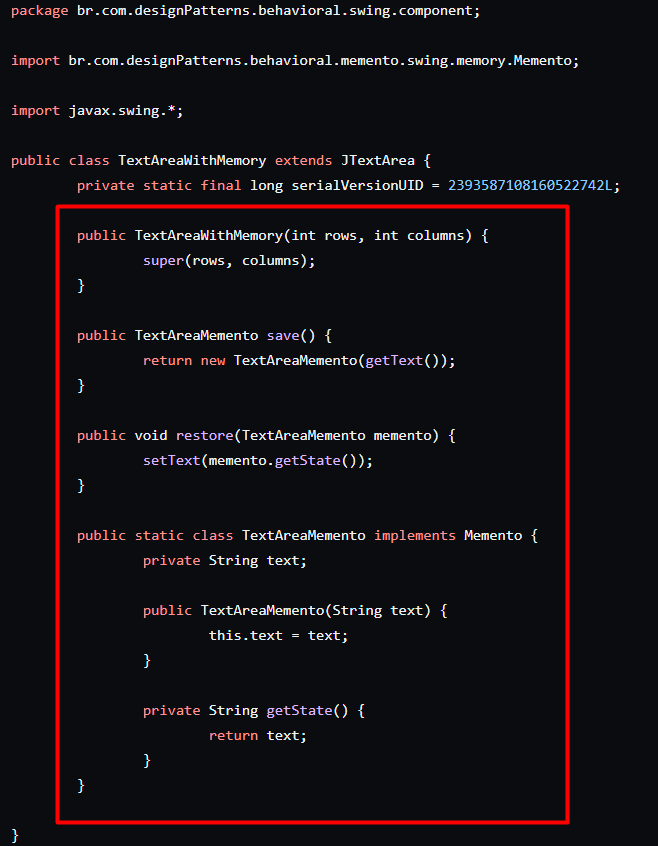 package br.com.designPatterns.behavioral.swing.component;
import br.com.designPatterns.behavioral.memento.swing.memory.Memento;
import javax.swing.*;
public class TextAreaWithMemory extends JTextArea {
private static final long serialVersionUID = 2393587108160522742L;
public TextAreaWithMemory(int rows, int columns) {
super(rows, columns);
}
public TextAreaMemento save() {
return new TextAreaMemento(getText());
}
public void restore(TextAreaMemento memento) {
setText(memento.getState());
}
public static class TextAreaMemento implements Memento {
private String text;
public TextAreaMemento(String text) {
this.text = text;
}
private String getState() {
return text;
}
}
}